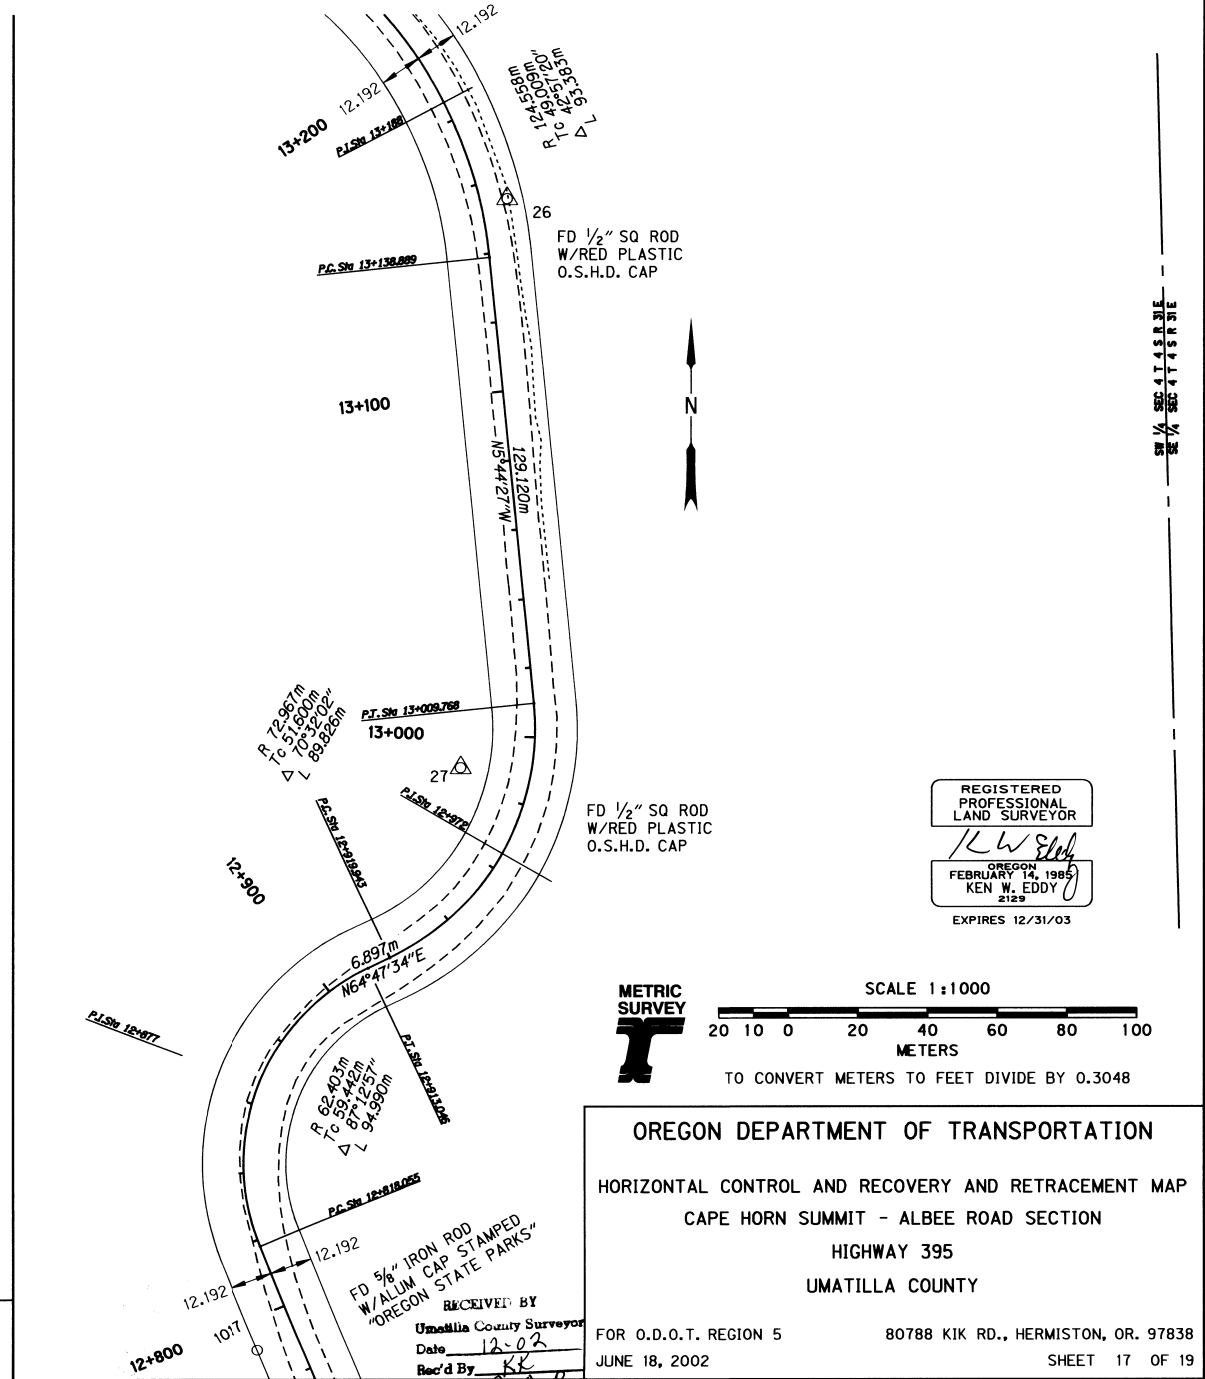 12.192
12.192
13+200
P.I. Sta 13+188
R 124.558m
Tc 49.009m
△ 42°57'20"
L 93.383m
26
FD 1/2" SQ ROD
W/RED PLASTIC
O.S.H.D. CAP
P.C. Sta 13+138.889
N
13+100
N5°44'27"W
129.120m
SW 1/4 SEC 4 T 4 S R 31 E
SE 1/4 SEC 4 T 4 S R 31 E
R 72.967m
Tc 51.600m
△ 70°32'02"
L 89.826m
P.T. Sta 13+009.768
13+000
27
P.I. Sta 12+972
FD 1/2" SQ ROD
W/RED PLASTIC
O.S.H.D. CAP
P.C. Sta 12+919.943
12+900
6.897m
N64°47'34"E
P.I. Sta 12+877
P.T. Sta 12+913.046
R 62.403m
Tc 59.442m
△ 87°12'57"
L 94.990m
P.C. Sta 12+818.055
12.192
12.192
1017
12+800
FD 5/8" IRON ROD
W/ALUM CAP STAMPED
"OREGON STATE PARKS"
RECEIVED BY
Umatilla County Surveyor
Date 12-02
Rec'd By KK
REGISTERED
PROFESSIONAL
LAND SURVEYOR
K W Eddy
OREGON
FEBRUARY 14, 1985
KEN W. EDDY
2129
EXPIRES 12/31/03
METRIC
SURVEY
SCALE 1:1000
20 10 0 20 40 60 80 100
METERS
TO CONVERT METERS TO FEET DIVIDE BY 0.3048
OREGON DEPARTMENT OF TRANSPORTATION
HORIZONTAL CONTROL AND RECOVERY AND RETRACEMENT MAP
CAPE HORN SUMMIT - ALBEE ROAD SECTION
HIGHWAY 395
UMATILLA COUNTY
FOR O.D.O.T. REGION 5 80788 KIK RD., HERMISTON, OR. 97838
JUNE 18, 2002 SHEET 17 OF 19